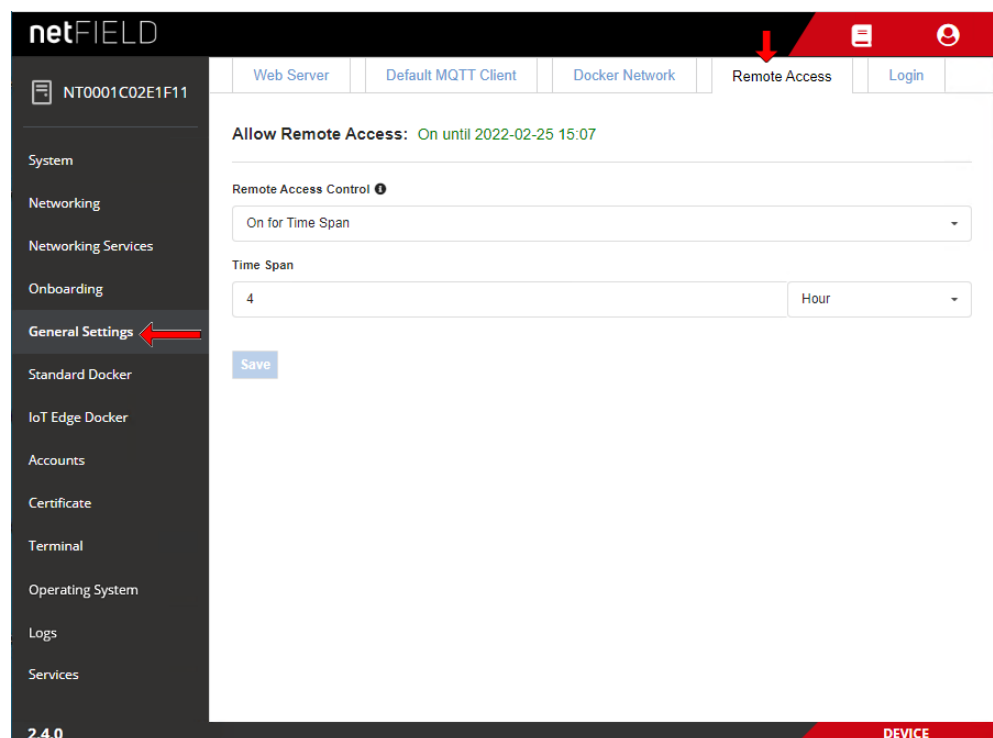 netFIELD
NT0001C02E1F11
System
Networking
Networking Services
Onboarding
General Settings
Standard Docker
IoT Edge Docker
Accounts
Certificate
Terminal
Operating System
Logs
Services
2.4.0
Web Server Default MQTT Client Docker Network Remote Access Login
Allow Remote Access: On until 2022-02-25 15:07
Remote Access Control
On for Time Span
Time Span
4 Hour
Save
DEVICE